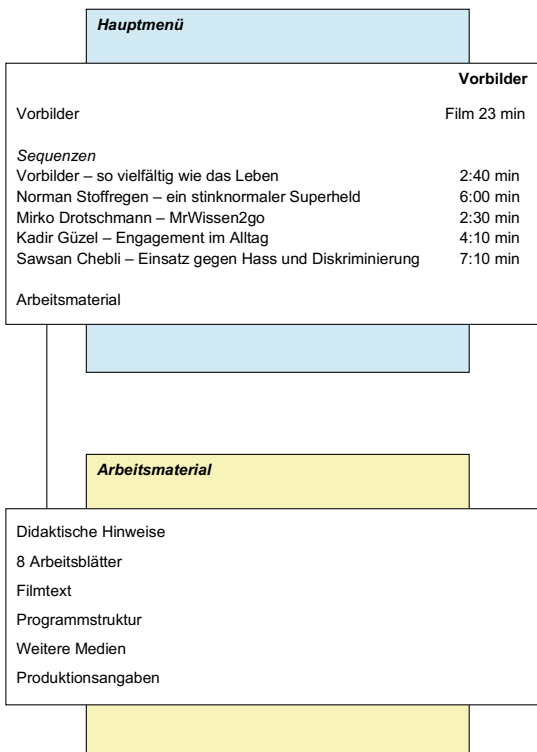 Hauptmenü
Vorbilder
Vorbilder Film 23 min
Sequenzen
Vorbilder – so vielfältig wie das Leben 2:40 min
Norman Stoffregen – ein stinknormaler Superheld 6:00 min
Mirko Drotschmann – MrWissen2go 2:30 min
Kadir Güzel – Engagement im Alltag 4:10 min
Sawsan Chebli – Einsatz gegen Hass und Diskriminierung 7:10 min
Arbeitsmaterial
Arbeitsmaterial
Didaktische Hinweise
8 Arbeitsblätter
Filmtext
Programmstruktur
Weitere Medien
Produktionsangaben